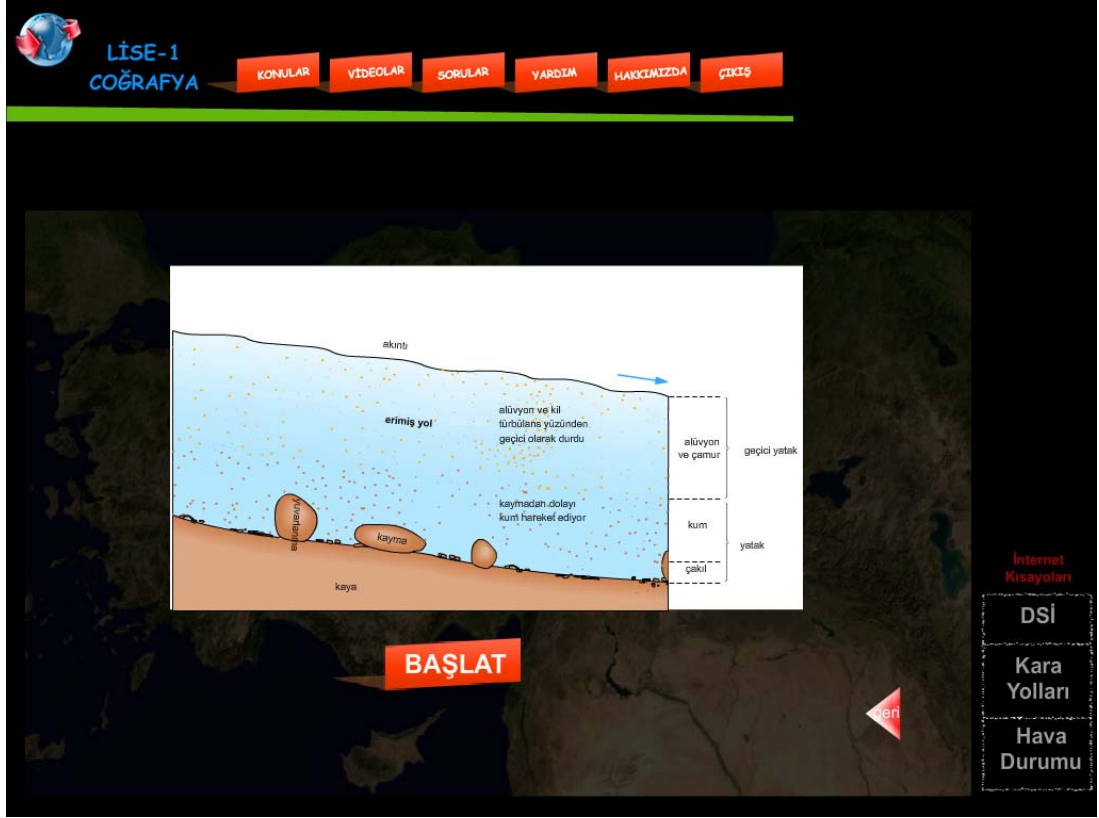 LİSE-1
COĞRAFYA
KONULAR
VİDEOLAR
SORULAR
YARDIM
HAKKIMIZDA
ÇIKIŞ
akıntı
erimiş yol
alüvyon ve kil
türbülans yüzünden
geçici olarak durdu
alüvyon
ve çamur
geçici yatak
kaymadan dolayı
kum hareket ediyor
kum
yatak
çakıl
yuvarlanma
kayma
kaya
BAŞLAT
geri
İnternet
Kısayolları
DSİ
Kara
Yolları
Hava
Durumu